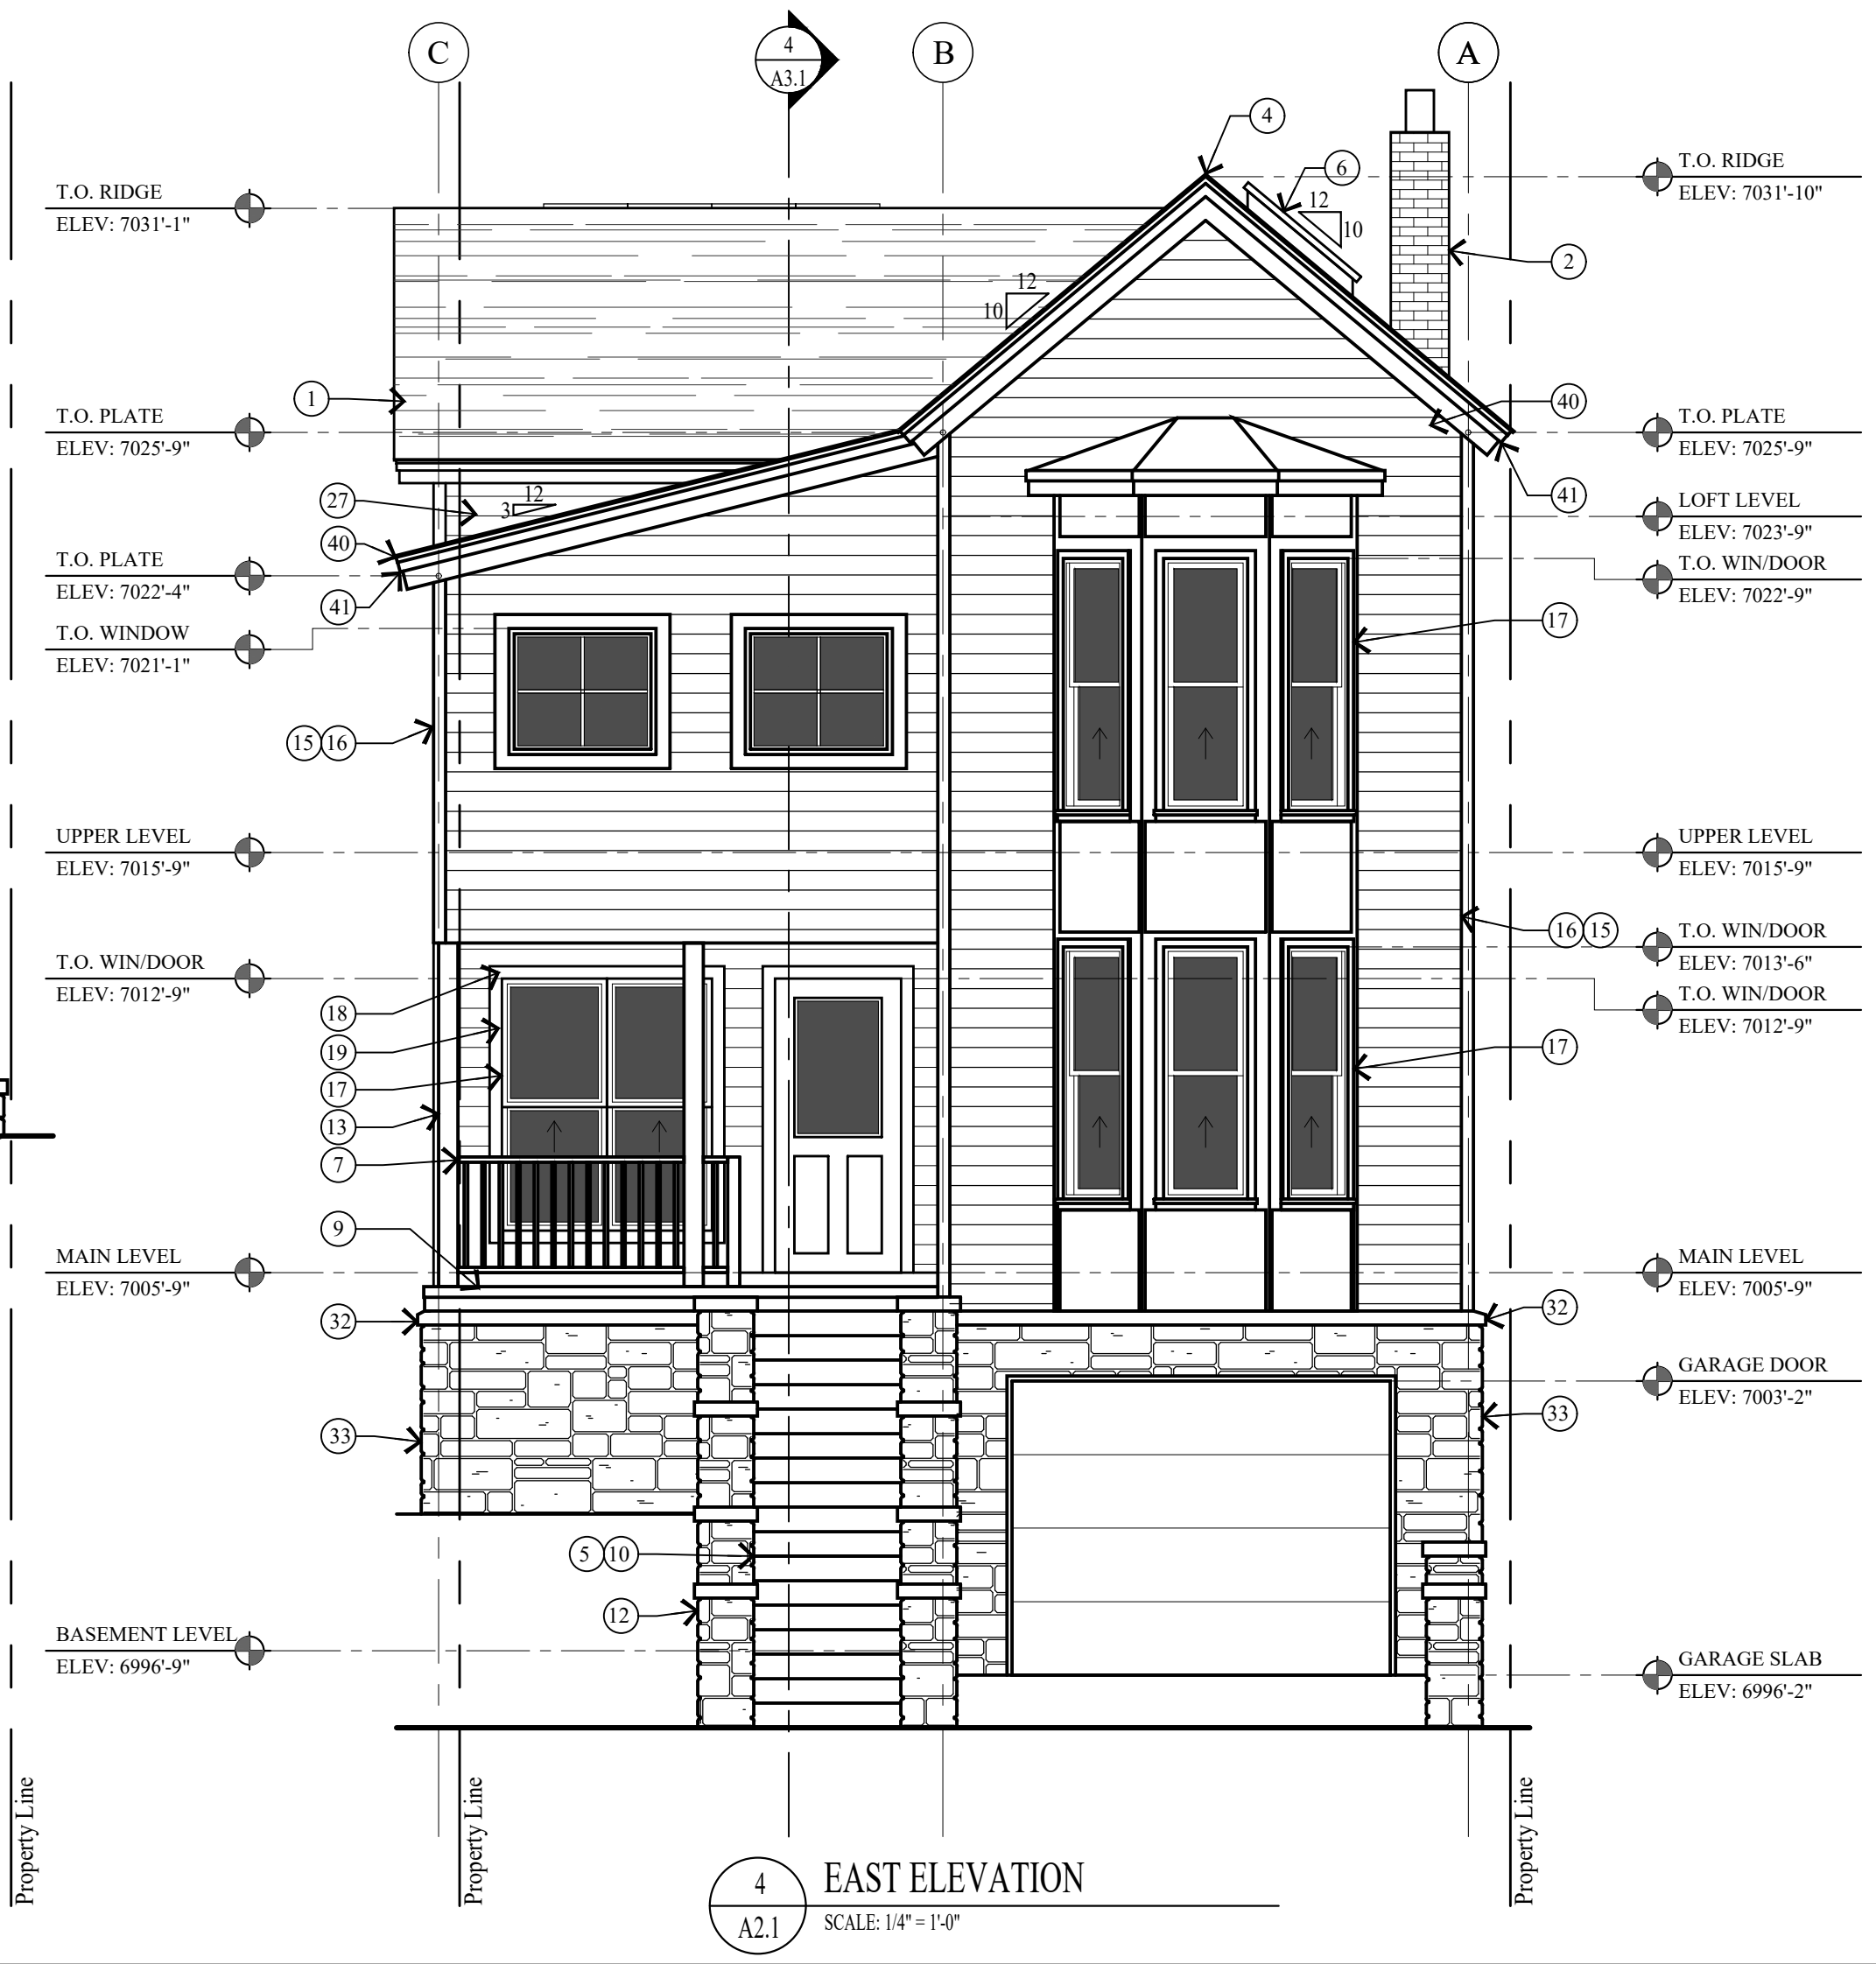 C
4
A3.1
B
A
4
6
12
10
2
12
10
T.O. RIDGE
ELEV: 7031'-1"
T.O. RIDGE
ELEV: 7031'-10"
1
T.O. PLATE
ELEV: 7025'-9"
40
T.O. PLATE
ELEV: 7025'-9"
27
12
3
41
LOFT LEVEL
ELEV: 7023'-9"
40
T.O. PLATE
ELEV: 7022'-4"
41
T.O. WIN/DOOR
ELEV: 7022'-9"
T.O. WINDOW
ELEV: 7021'-1"
17
15 16
UPPER LEVEL
ELEV: 7015'-9"
UPPER LEVEL
ELEV: 7015'-9"
16 15
T.O. WIN/DOOR
ELEV: 7013'-6"
T.O. WIN/DOOR
ELEV: 7012'-9"
T.O. WIN/DOOR
ELEV: 7012'-9"
18
19
17
17
13
7
9
MAIN LEVEL
ELEV: 7005'-9"
MAIN LEVEL
ELEV: 7005'-9"
32
32
GARAGE DOOR
ELEV: 7003'-2"
33
33
5 10
12
BASEMENT LEVEL
ELEV: 6996'-9"
GARAGE SLAB
ELEV: 6996'-2"
Property Line
Property Line
Property Line
4
A2.1
EAST ELEVATION
SCALE: 1/4" = 1'-0"